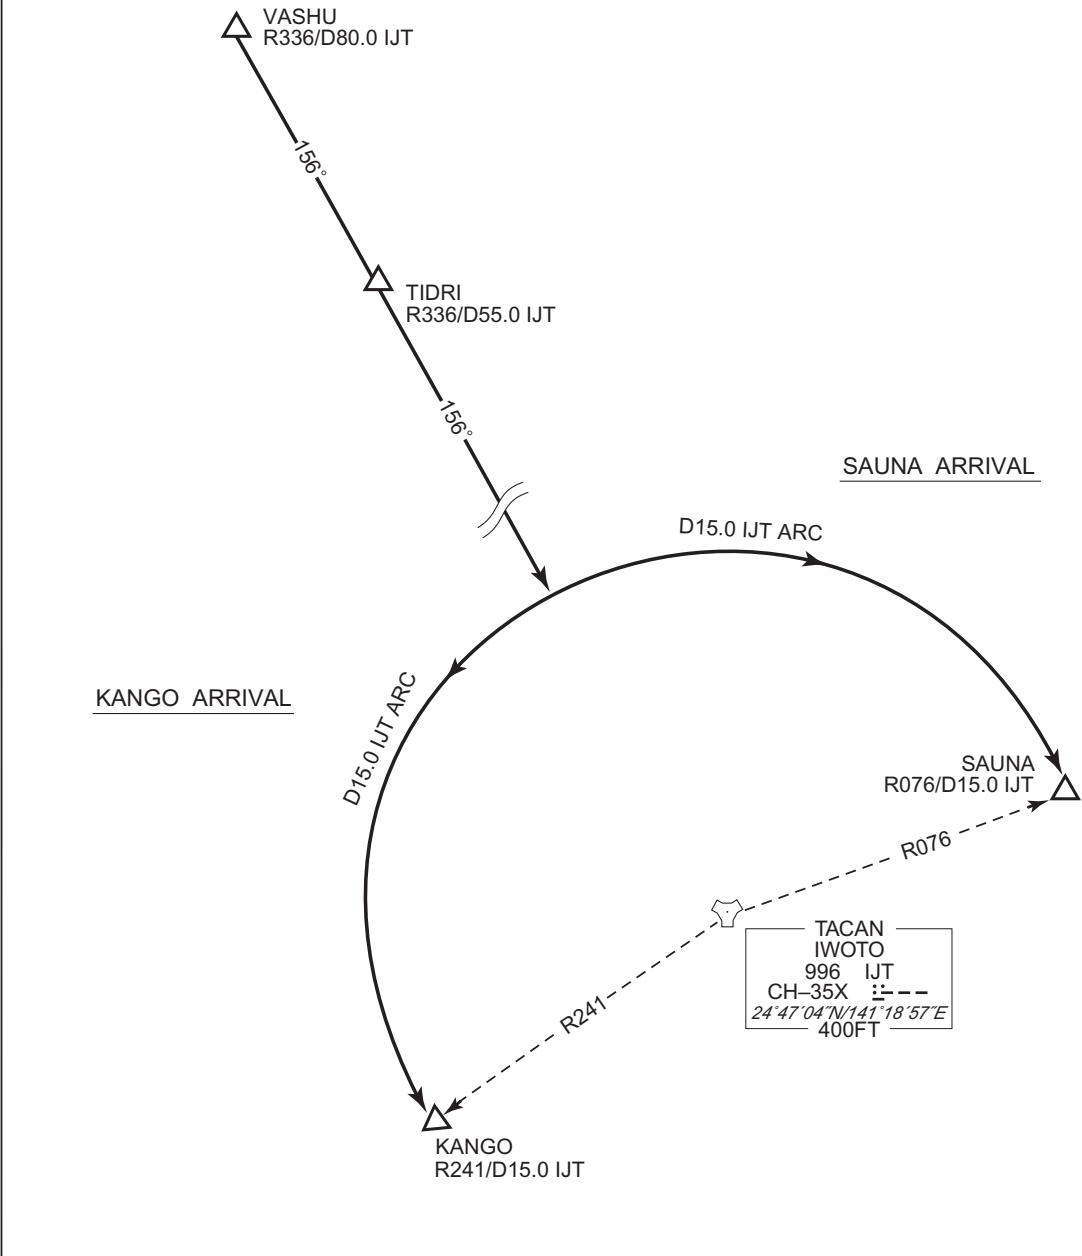 VASHU
R336/D80.0 IJT
156°
TIDRI
R336/D55.0 IJT
156°
SAUNA ARRIVAL
D15.0 IJT ARC
KANGO ARRIVAL
D15.0 IJT ARC
SAUNA
R076/D15.0 IJT
R076
TACAN
IWOTO
996 IJT
CH–35X
24°47′04″N/141°18′57″E
400FT
R241
KANGO
R241/D15.0 IJT